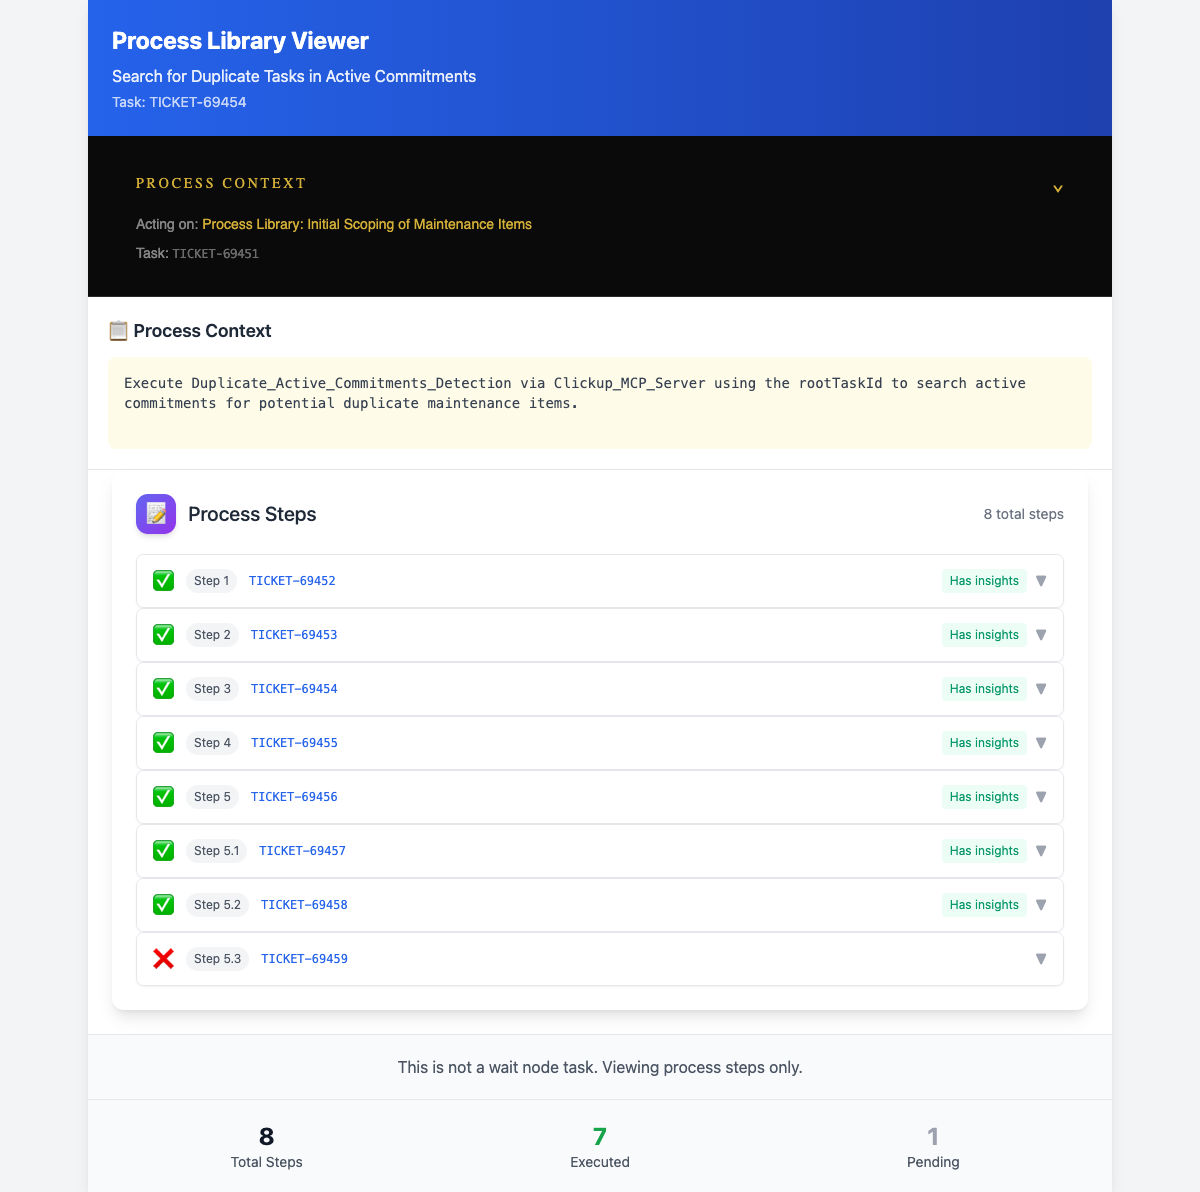 Process Library Viewer
Search for Duplicate Tasks in Active Commitments
Task: TICKET-69454
PROCESS CONTEXT
Acting on: Process Library: Initial Scoping of Maintenance Items
Task: TICKET-69451
Process Context
Execute Duplicate_Active_Commitments_Detection via Clickup_MCP_Server using the rootTaskId to search active
commitments for potential duplicate maintenance items.
Process Steps
8 total steps
Step 1 TICKET-69452 Has insights
Step 2 TICKET-69453 Has insights
Step 3 TICKET-69454 Has insights
Step 4 TICKET-69455 Has insights
Step 5 TICKET-69456 Has insights
Step 5.1 TICKET-69457 Has insights
Step 5.2 TICKET-69458 Has insights
Step 5.3 TICKET-69459
This is not a wait node task. Viewing process steps only.
8 7 1
Total Steps Executed Pending